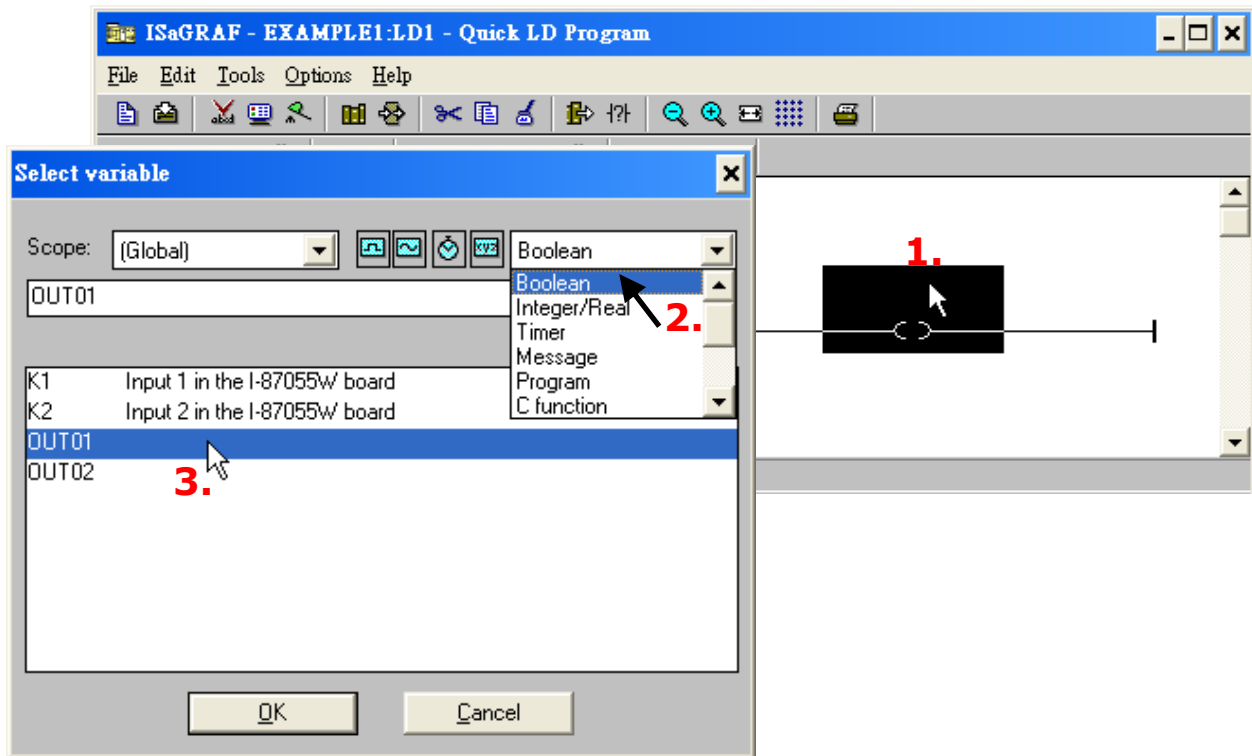 ISaGRAF - EXAMPLE1:LD1 - Quick LD Program
File Edit Tools Options Help
Select variable
Scope: (Global) Boolean
OUT01
Boolean
Integer/Real
Timer
Message
Program
C function
K1 Input 1 in the I-87055W board
K2 Input 2 in the I-87055W board
OUT01
OUT02
OK Cancel
1.
2.
3.